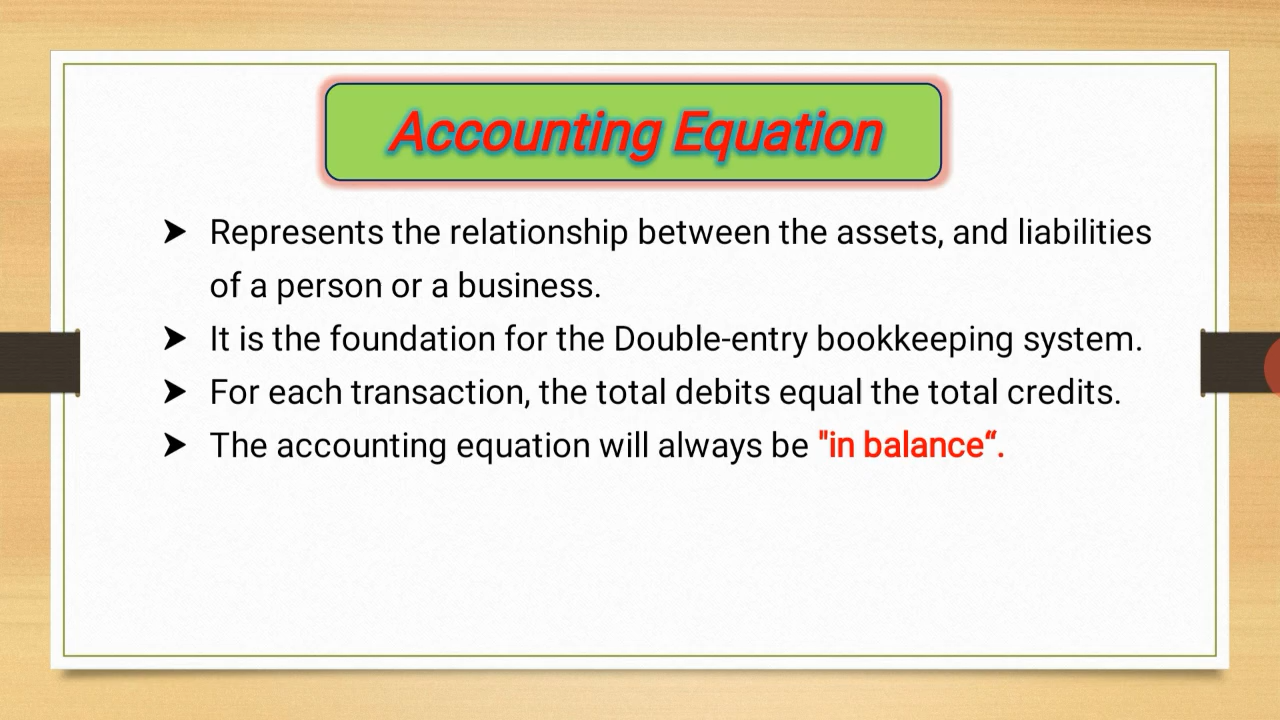 Accounting Equation
➤ Represents the relationship between the assets, and liabilities
of a person or a business.
➤ It is the foundation for the Double-entry bookkeeping system.
➤ For each transaction, the total debits equal the total credits.
➤ The accounting equation will always be "in balance“.